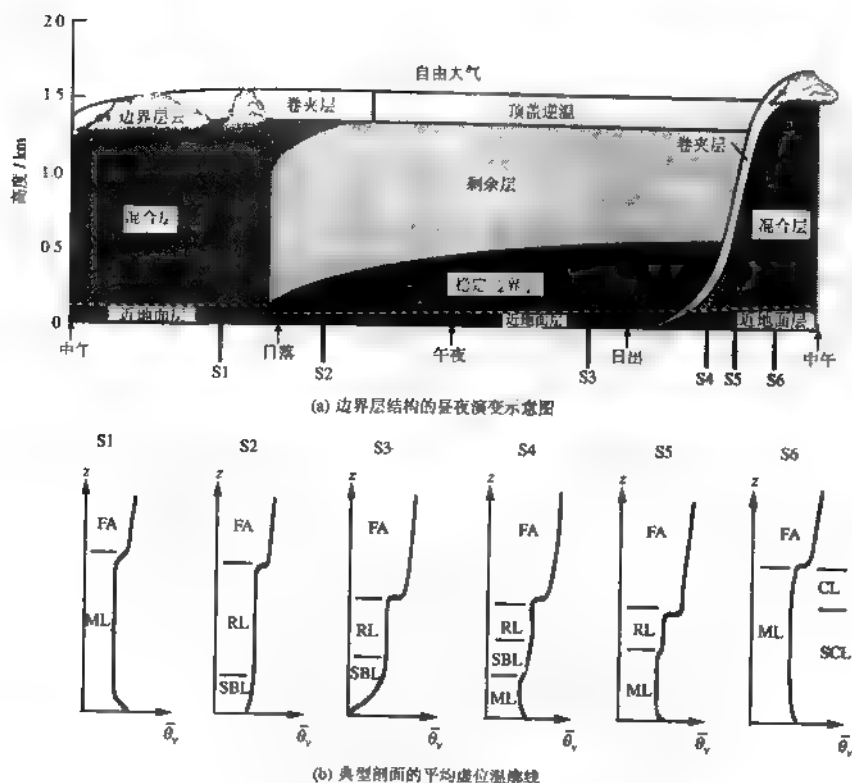 2.0
自由大气
1.5
边界层云
卷夹层
顶盖逆温
卷夹层
高度/km
1.0
剩余层
混合层
混合层
0.5
近地面层
近地面层
近地面层
0
中午
S1
日落
S2
午夜
S3
日出
S4
S5
S6
中午
(a) 边界层结构的昼夜演变示意图
S1
S2
S3
S4
S5
S6
z
z
z
z
z
z
FA
FA
FA
FA
FA
FA
ML
RL
RL
RL
RL
ML
CL
SBL
SBL
SBL
ML
SCL
ML
θ̄v
θ̄v
θ̄v
θ̄v
θ̄v
θ̄v
(b) 典型剖面的平均虚位温廓线